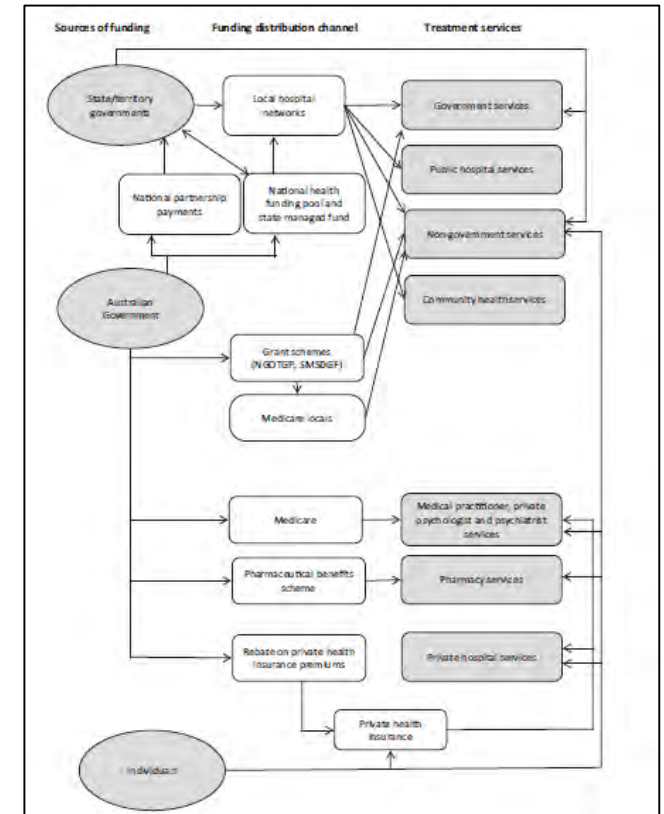 Sources of funding
Funding distribution channel
Treatment services
State/territory
governments
Local hospital
networks
Government services
Public hospital services
National partnership
payments
National health
funding pool and
state managed fund
Non-government services
Australian
Government
Community health services
Grant schemes
(NGOTGP, SMSDGF)
Medicare locals
Medicare
Medical practitioner, private
psychologist and psychiatrist
services
Pharmaceutical benefits
scheme
Pharmacy services
Rebate on private health
insurance premiums
Private hospital services
Private health
insurance
Individuals